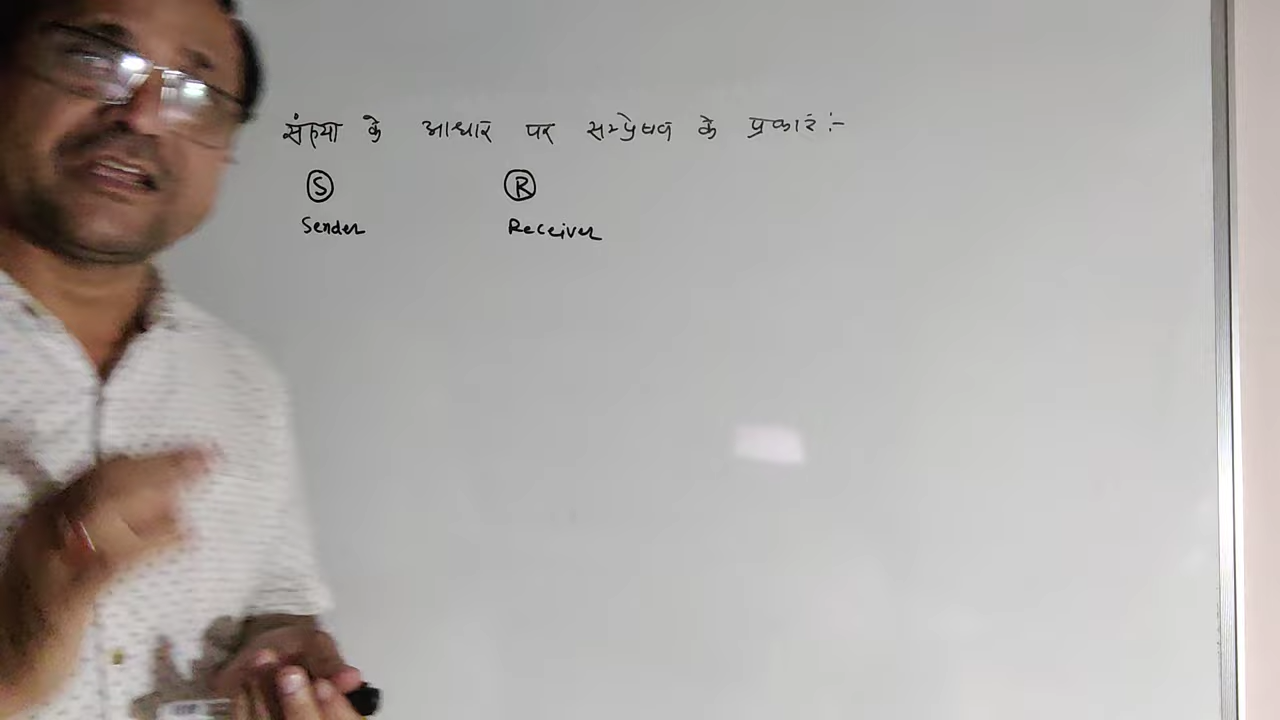 संख्या के आधार पर सम्प्रेषण के प्रकार :-
Ⓢ Ⓡ
Sender Receiver